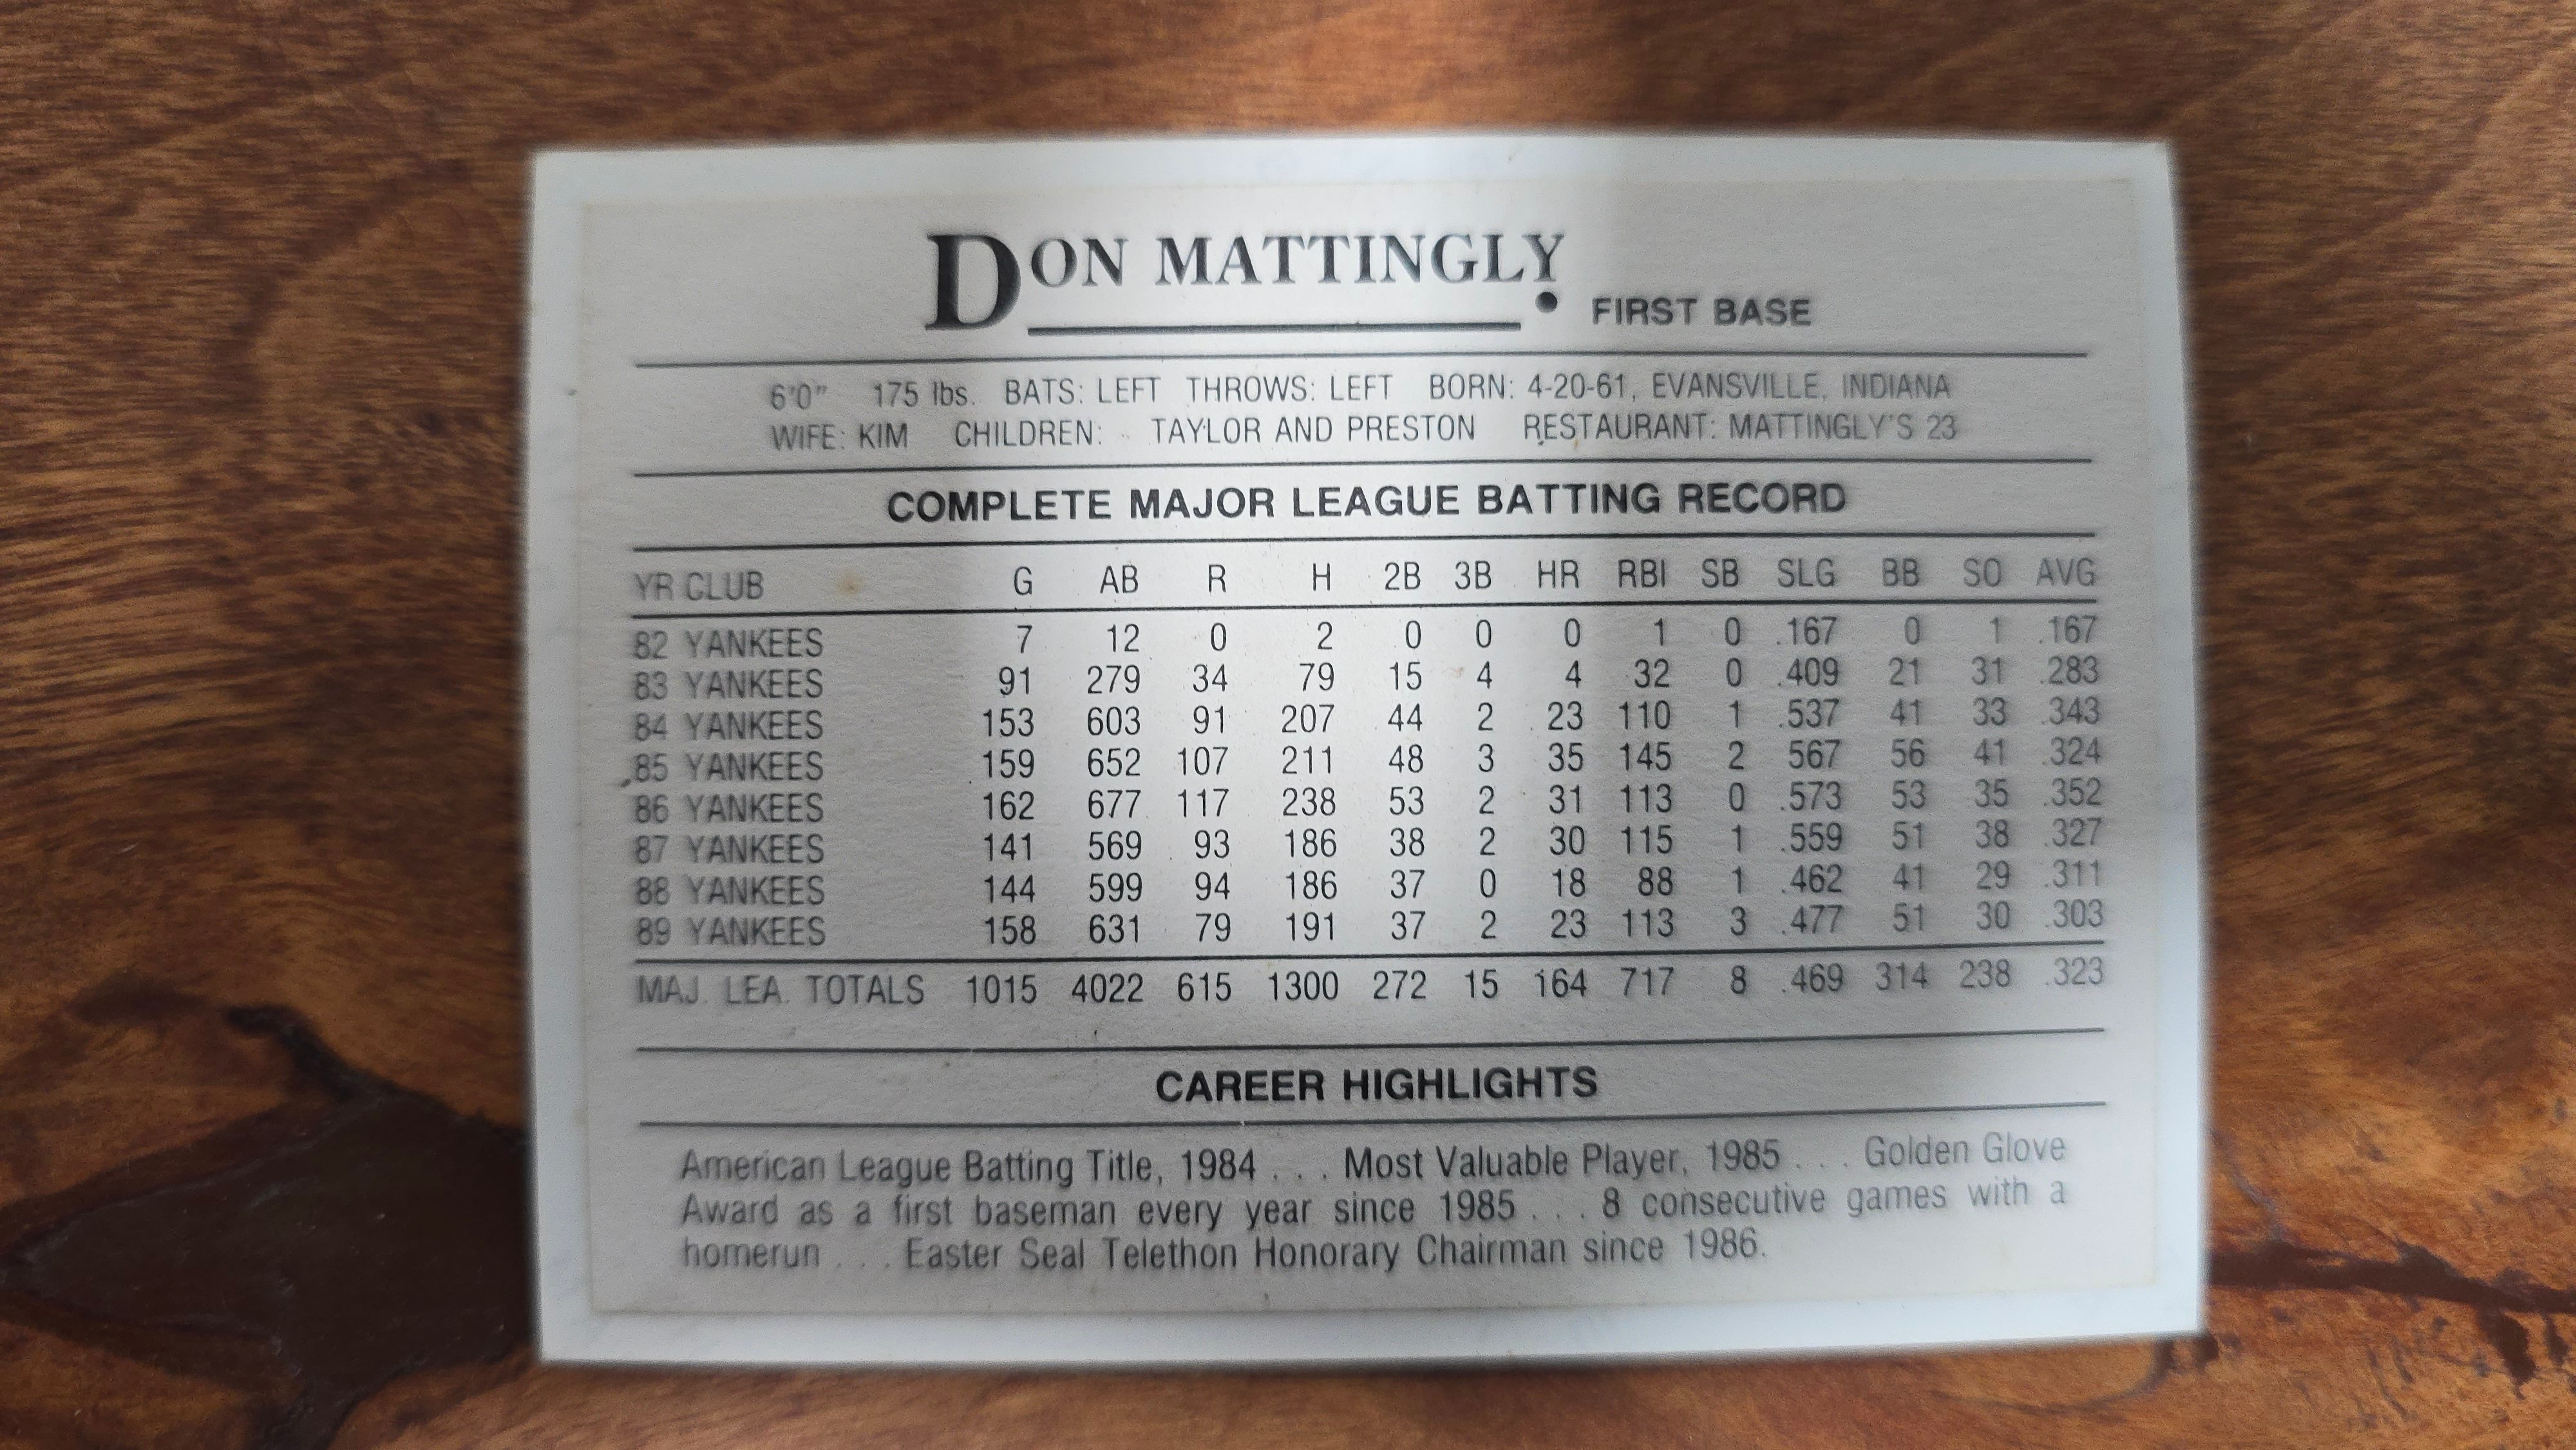 DON MATTINGLY. FIRST BASE
6'0" 175 lbs. BATS: LEFT THROWS: LEFT BORN: 4-20-61, EVANSVILLE, INDIANA
WIFE: KIM CHILDREN: TAYLOR AND PRESTON RESTAURANT: MATTINGLY'S 23
COMPLETE MAJOR LEAGUE BATTING RECORD
YR CLUB G AB R H 2B 3B HR RBI SB SLG BB SO AVG
82 YANKEES 7 12 0 2 0 0 0 1 0 .167 0 1 .167
83 YANKEES 91 279 34 79 15 4 4 32 0 .409 21 31 .283
84 YANKEES 153 603 91 207 44 2 23 110 1 .537 41 33 .343
85 YANKEES 159 652 107 211 48 3 35 145 2 567 56 41 .324
86 YANKEES 162 677 117 238 53 2 31 113 0 .573 53 35 .352
87 YANKEES 141 569 93 186 38 2 30 115 1 .559 51 38 .327
88 YANKEES 144 599 94 186 37 0 18 88 1 .462 41 29 .311
89 YANKEES 158 631 79 191 37 2 23 113 3 .477 51 30 .303
MAJ. LEA. TOTALS 1015 4022 615 1300 272 15 164 717 8 .469 314 238 .323
CAREER HIGHLIGHTS
American League Batting Title, 1984 . . . Most Valuable Player, 1985 . . . Golden Glove
Award as a first baseman every year since 1985 . . . 8 consecutive games with a
homerun . . . Easter Seal Telethon Honorary Chairman since 1986.